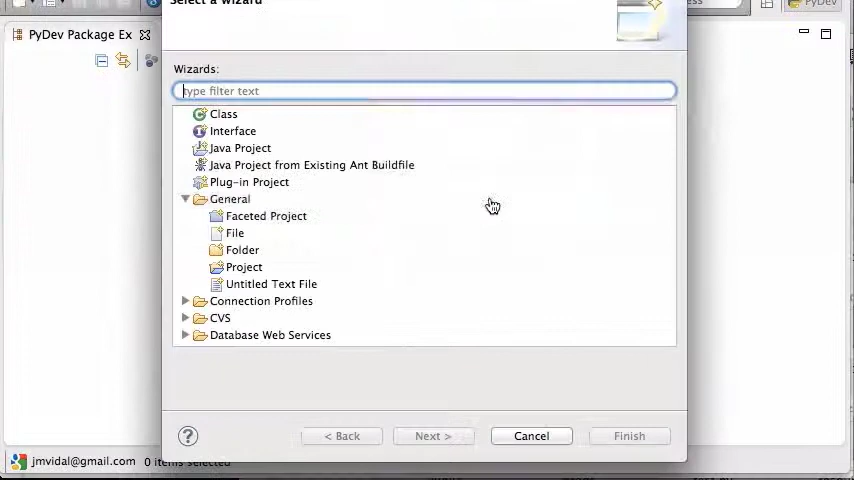 Select a wizard
PyDev
PyDev Package Ex
Wizards:
type filter text
Class
Interface
Java Project
Java Project from Existing Ant Buildfile
Plug-in Project
General
Faceted Project
File
Folder
Project
Untitled Text File
Connection Profiles
CVS
Database Web Services
?
< Back
Next >
Cancel
Finish
jmvidal@gmail.com
0 items selected